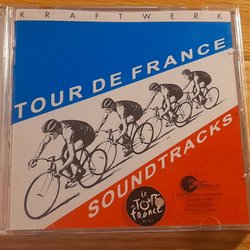 KRAFTWERK
TOUR DE FRANCE
SOUNDTRACKS
le
Tour
de
FRANCE